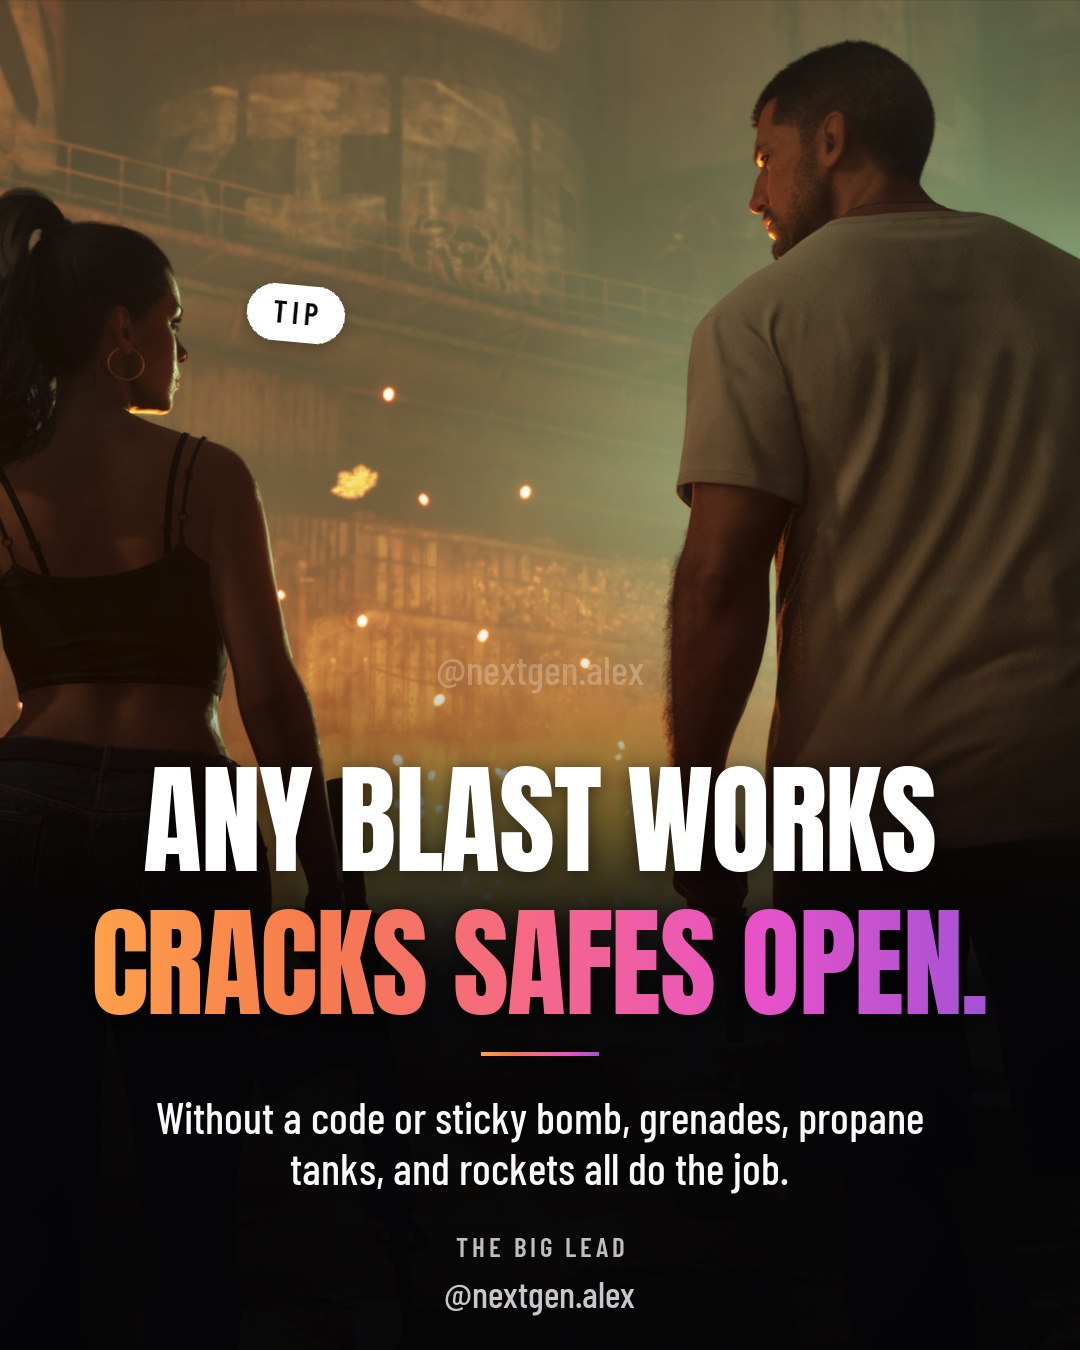 TIP
@nextgen.alex
ANY BLAST WORKS
CRACKS SAFES OPEN.
Without a code or sticky bomb, grenades, propane
tanks, and rockets all do the job.
THE BIG LEAD
@nextgen.alex